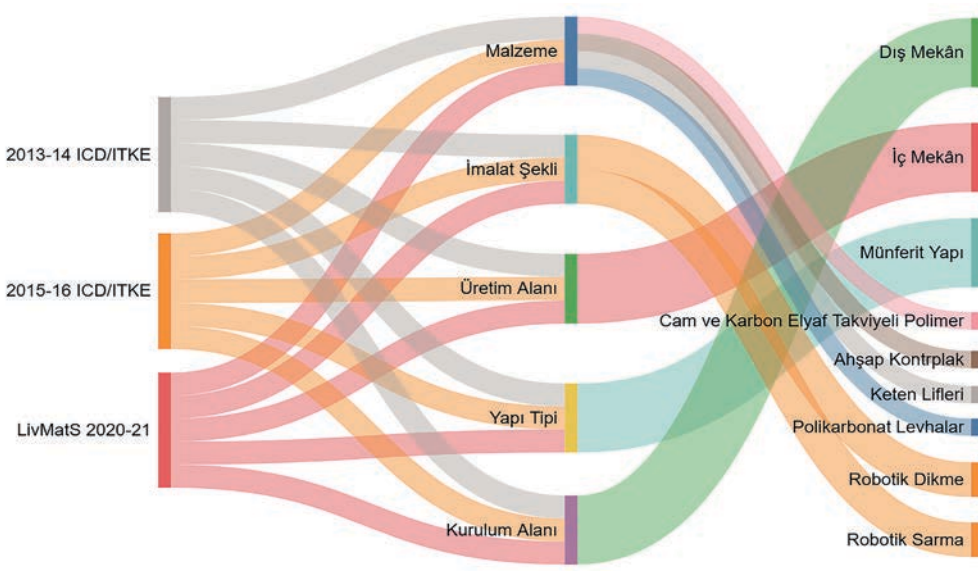 2013-14 ICD/ITKE
2015-16 ICD/ITKE
LivMatS 2020-21
Malzeme
İmalat Şekli
Üretim Alanı
Yapı Tipi
Kurulum Alanı
Dış Mekân
İç Mekân
Münferit Yapı
Cam ve Karbon Elyaf Takviyeli Polimer
Ahşap Kontrplak
Keten Lifleri
Polikarbonat Levhalar
Robotik Dikme
Robotik Sarma